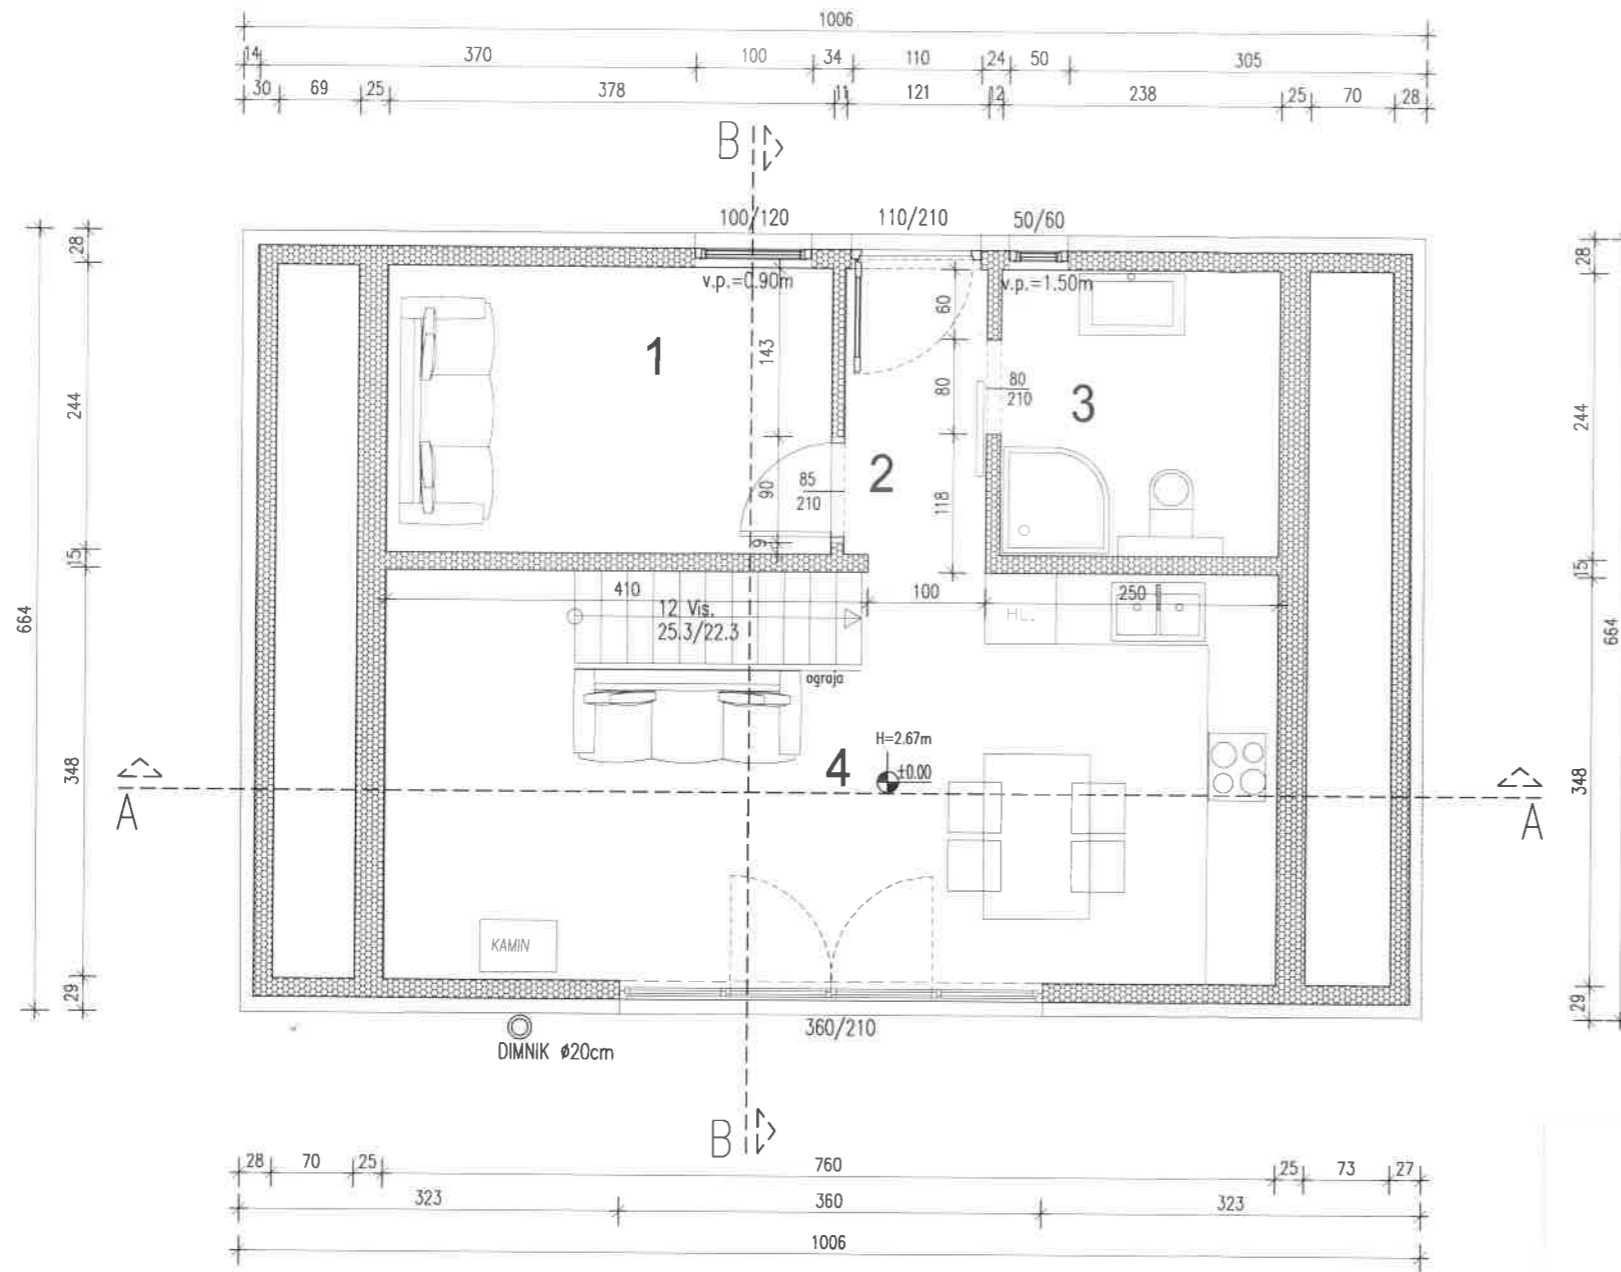 1006
14 370 100 34 110 24 50 305
30 69 25 378 11 121 12 238 25 70 28
B
100/120 110/210 50/60
v.p.=0.90m v.p.=1.50m
28 28
60
1
143
80 80
210
3
244 244
2
85
210
90
118
9
15 15
410 100 250
12 Vis.
25.3/22.3
HL.
664 664
ograja
H=2.67m
4
±0.00
348 348
A A
KAMIN
29 29
360/210
DIMNIK ø20cm
B
28 70 25 760 25 73 27
323 360 323
1006